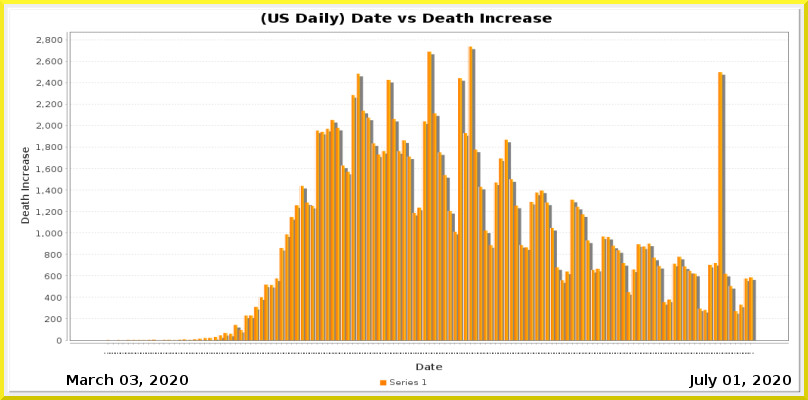 (US Daily) Date vs Death Increase
2,800
2,600
2,400
2,200
2,000
1,800
1,600
1,400
1,200
1,000
800
600
400
200
0
Death Increase
Date
March 03, 2020
Series 1
July 01, 2020